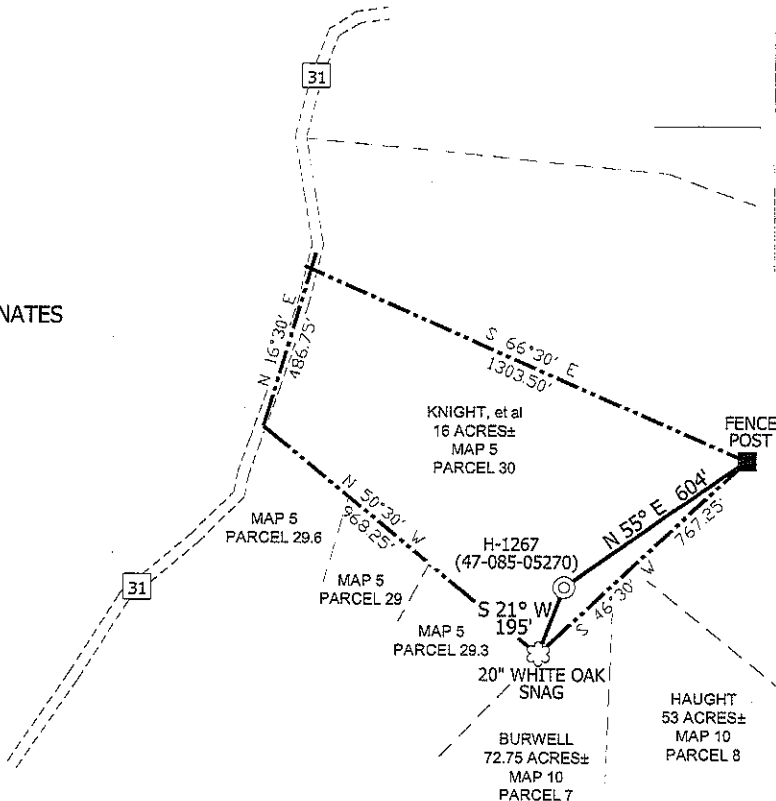 31
NATES
N 16°30' E
486.75'
S 66°30' E
1303.50'
KNIGHT, et al
16 ACRES±
MAP 5
PARCEL 30
FENCE
POST
N 55° E 604'
767.25'
S 46°30' W
N 50°30' W
968.25'
MAP 5
PARCEL 29.6
H-1267
(47-085-05270)
31
MAP 5
PARCEL 29
S 21° W
195'
MAP 5
PARCEL 29.3
20" WHITE OAK
SNAG
HAUGHT
53 ACRES±
MAP 10
PARCEL 8
BURWELL
72.75 ACRES±
MAP 10
PARCEL 7